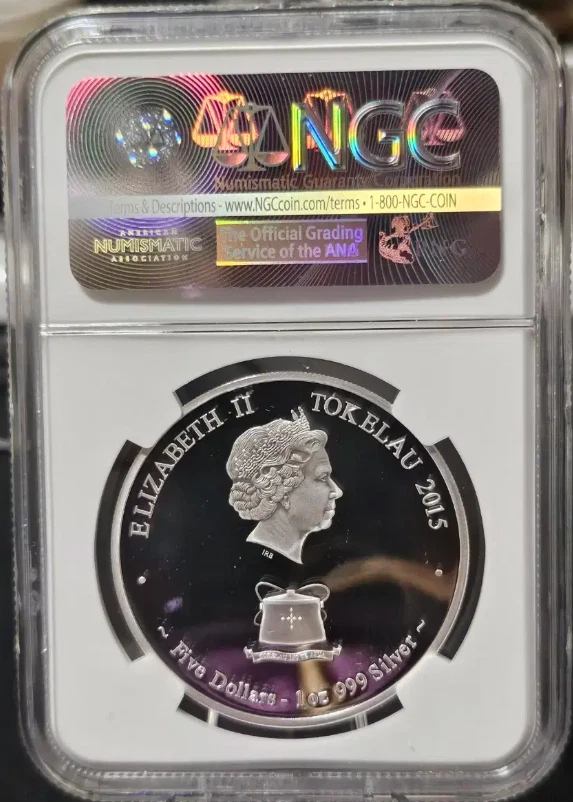 NGC
Numismatic Guaranty Corporation
Terms & Descriptions - www.NGCcoin.com/terms • 1-800-NGC-COIN
AMERICAN
NUMISMATIC
ASSOCIATION
The Official Grading
Service of the ANA
NG
ELIZABETH II TOKELAU 2015
IRB
~ Five Dollars - 1oz 999 Silver ~